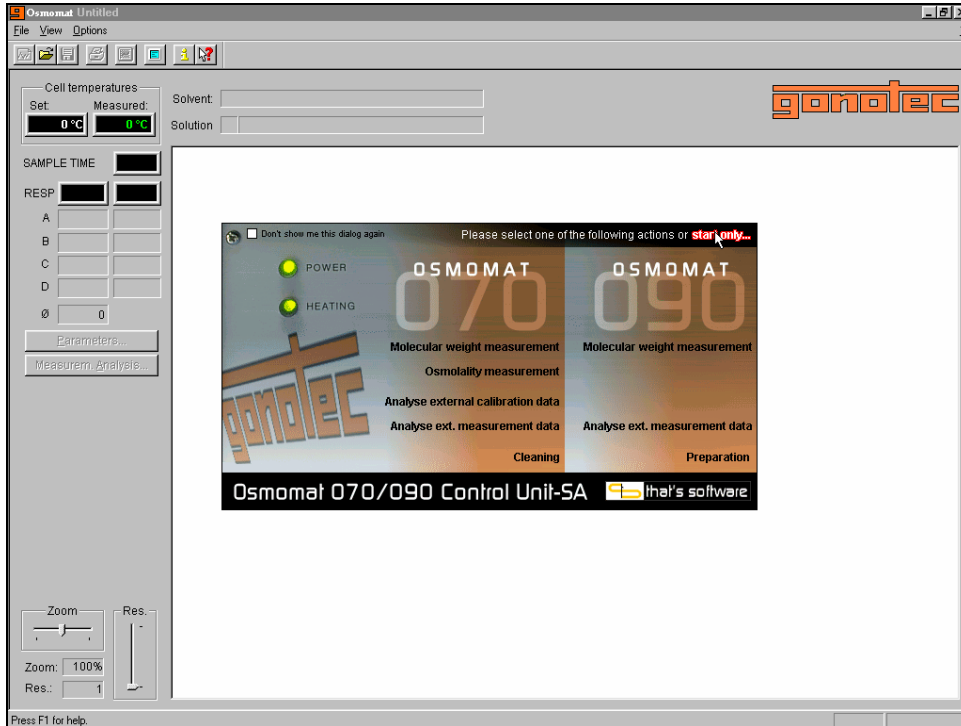 Osmomat Untitled
File View Options
Cell temperatures
Set: Measured:
0 °C 0 °C
Solvent:
Solution
gonotec
SAMPLE TIME
RESP
A
B
C
D
Ø 0
Parameters...
Measurem. Analysis...
Don't show me this dialog again
Please select one of the following actions or start only...
POWER
HEATING
OSMOMAT
070
OSMOMAT
090
Molecular weight measurement
Osmolality measurement
Analyse external calibration data
Analyse ext. measurement data
Cleaning
Molecular weight measurement
Analyse ext. measurement data
Preparation
gonotec
Osmomat 070/090 Control Unit-SA
that's software
Zoom
Res.
Zoom: 100%
Res.: 1
Press F1 for help.